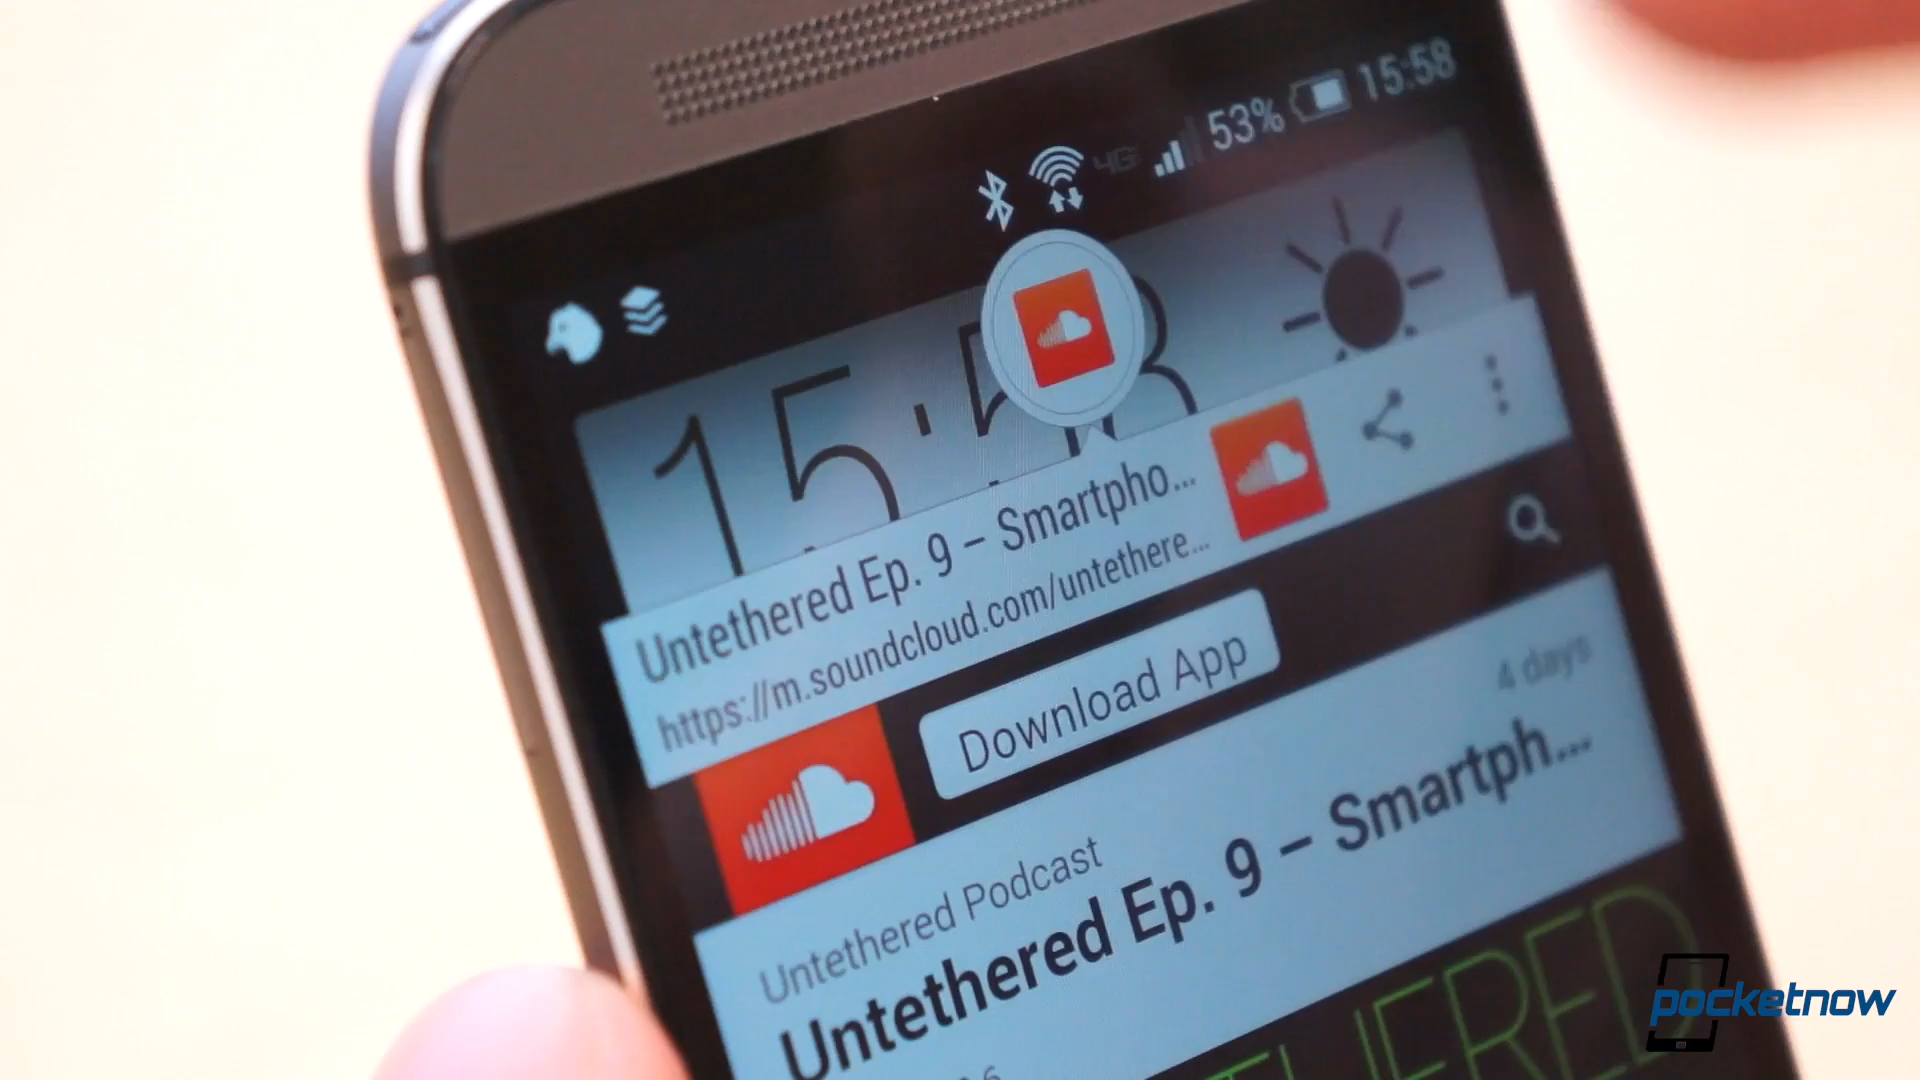 4G 53% 15:58
15:58
Untethered Ep. 9 – Smartpho...
https://m.soundcloud.com/untethere...
Download App
4 days
Untethered Podcast
Untethered Ep. 9 – Smartph...
pocketnow